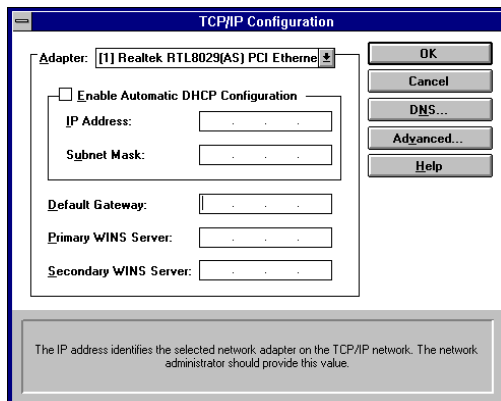 TCP/IP Configuration
Adapter: [1] Realtek RTL8029(AS) PCI Etherne
OK
Cancel
DNS...
Advanced...
Help
Enable Automatic DHCP Configuration
IP Address:
Subnet Mask:
Default Gateway:
Primary WINS Server:
Secondary WINS Server:
The IP address identifies the selected network adapter on the TCP/IP network. The network
administrator should provide this value.